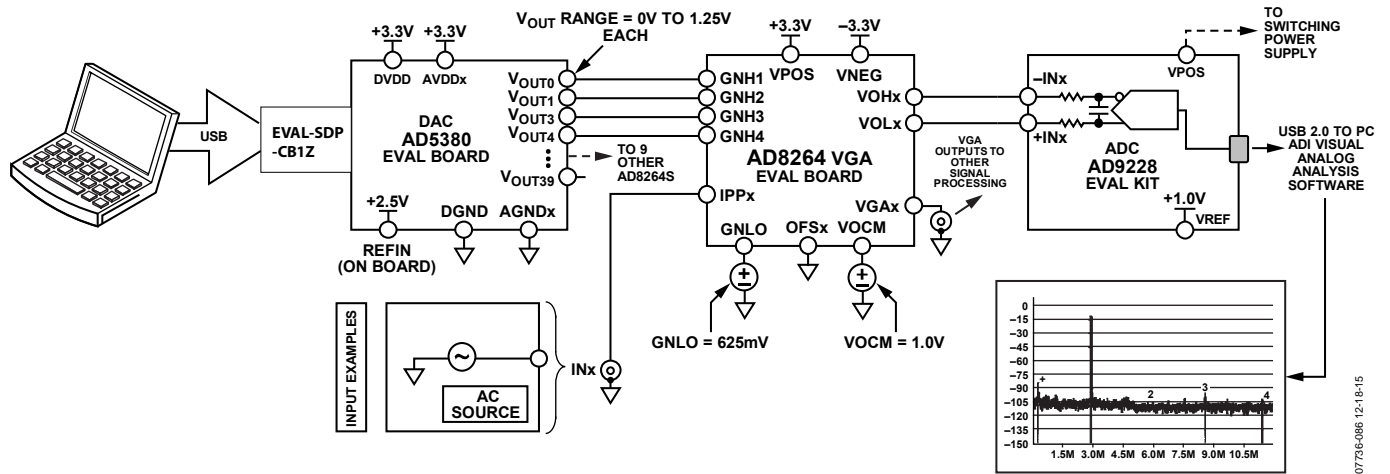 V_OUT RANGE = 0V TO 1.25V
EACH
+3.3V
+3.3V
DVDD
AVDDx
USB
EVAL-SDP
-CB1Z
DAC
AD5380
EVAL BOARD
V_OUT0
V_OUT1
V_OUT3
V_OUT4
V_OUT39
TO 9
OTHER
AD8264S
+2.5V
REFIN
(ON BOARD)
DGND
AGNDx
+3.3V
−3.3V
VPOS
VNEG
GNH1
GNH2
GNH3
GNH4
IPPx
AD8264 VGA
EVAL BOARD
VOHx
VOLx
VGAx
GNLO
OFSx
VOCM
+
−
+
−
GNLO = 625mV
VOCM = 1.0V
VGA
OUTPUTS TO
OTHER
SIGNAL
PROCESSING
TO
SWITCHING
POWER
SUPPLY
VPOS
−INx
+INx
ADC
AD9228
EVAL KIT
+1.0V
VREF
USB 2.0 TO PC
ADI VISUAL
ANALOG
ANALYSIS
SOFTWARE
INPUT EXAMPLES
~
AC
SOURCE
INx
0
−15
−30
−45
−60
−75
−90
−105
−120
−135
−150
+
2
3
4
1.5M 3.0M 4.5M 6.0M 7.5M 9.0M 10.5M
07736-086 12-18-15